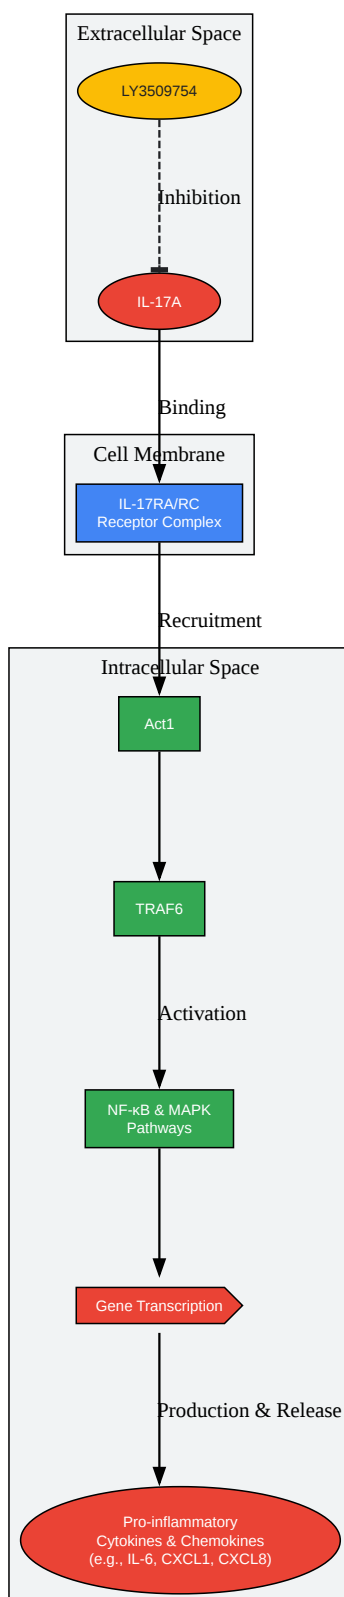 Extracellular Space
LY3509754
Inhibition
IL-17A
Binding
Cell Membrane
IL-17RA/RC
Receptor Complex
Recruitment
Intracellular Space
Act1
TRAF6
Activation
NF-κB & MAPK
Pathways
Gene Transcription
Production & Release
Pro-inflammatory
Cytokines & Chemokines
(e.g., IL-6, CXCL1, CXCL8)